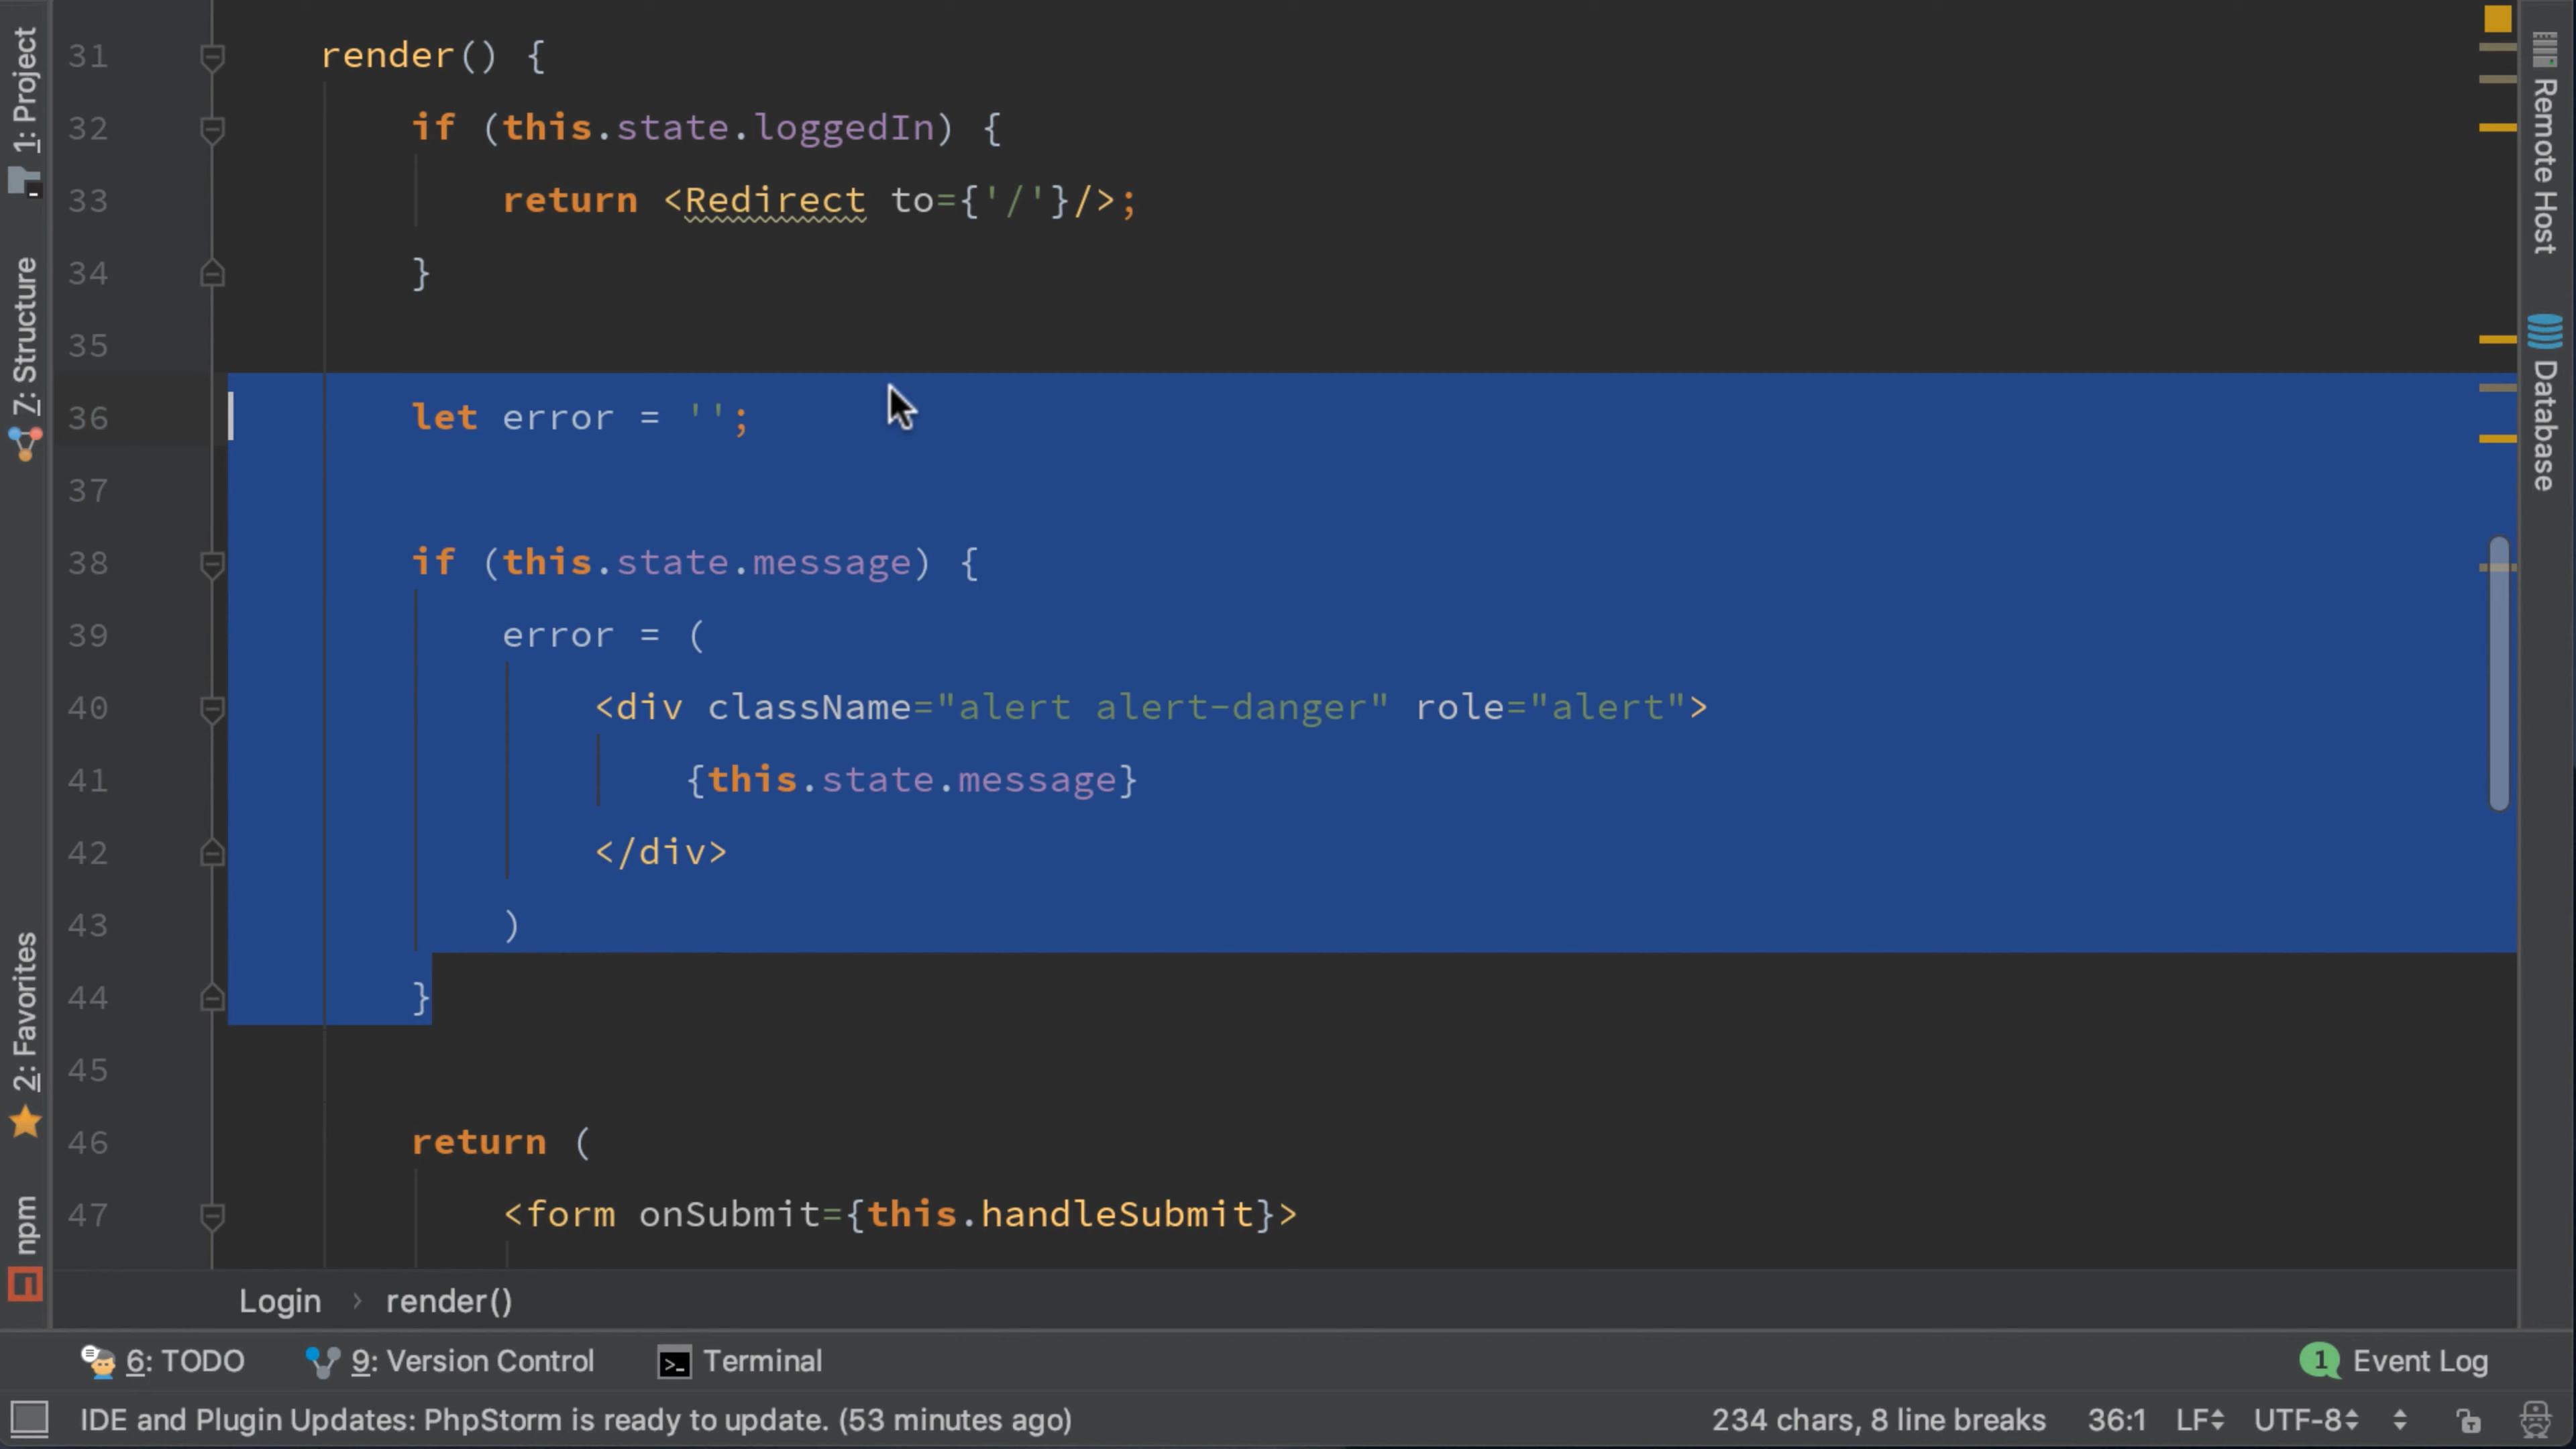 1: Project
7: Structure
2: Favorites
npm
31 render() {
32 if (this.state.loggedIn) {
33 return <Redirect to={'/'}/>;
34 }
35
36 let error = '';
37
38 if (this.state.message) {
39 error = (
40 <div className="alert alert-danger" role="alert">
41 {this.state.message}
42 </div>
43 )
44 }
45
46 return (
47 <form onSubmit={this.handleSubmit}>
Remote Host
Database
Login › render()
6: TODO 9: Version Control Terminal 1 Event Log
IDE and Plugin Updates: PhpStorm is ready to update. (53 minutes ago) 234 chars, 8 line breaks 36:1 LF UTF-8